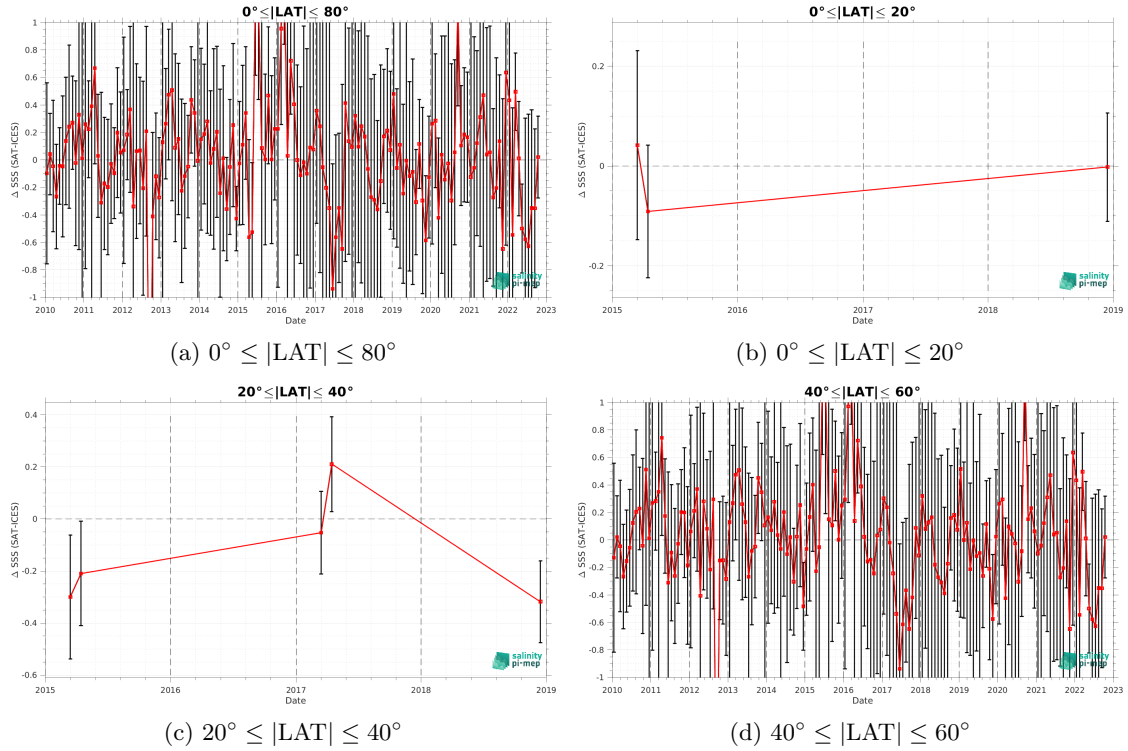 0°≤|LAT|≤ 80°
1
0.8
0.6
0.4
0.2
0
-0.2
-0.4
-0.6
-0.8
-1
Δ SSS (SAT-ICES)
2010 2011 2012 2013 2014 2015 2016 2017 2018 2019 2020 2021 2022 2023
Date
salinity
pi-mep
(a) 0° ≤ |LAT| ≤ 80°
0°≤|LAT|≤ 20°
0.2
0
-0.2
Δ SSS (SAT-ICES)
2015 2016 2017 2018 2019
Date
salinity
pi-mep
(b) 0° ≤ |LAT| ≤ 20°
20°≤|LAT|≤ 40°
0.4
0.2
0
-0.2
-0.4
-0.6
Δ SSS (SAT-ICES)
2015 2016 2017 2018 2019
Date
salinity
pi-mep
(c) 20° ≤ |LAT| ≤ 40°
40°≤|LAT|≤ 60°
1
0.8
0.6
0.4
0.2
0
-0.2
-0.4
-0.6
-0.8
-1
Δ SSS (SAT-ICES)
2010 2011 2012 2013 2014 2015 2016 2017 2018 2019 2020 2021 2022 2023
Date
salinity
pi-mep
(d) 40° ≤ |LAT| ≤ 60°